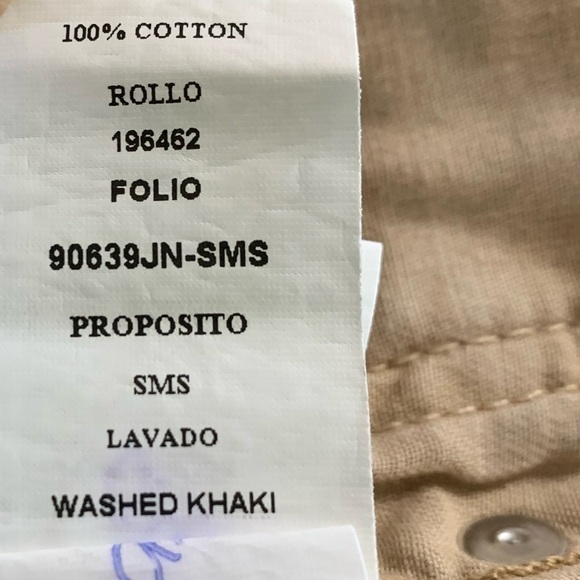 100% COTTON
ROLLO
196462
FOLIO
90639JN-SMS
PROPOSITO
SMS
LAVADO
WASHED KHAKI